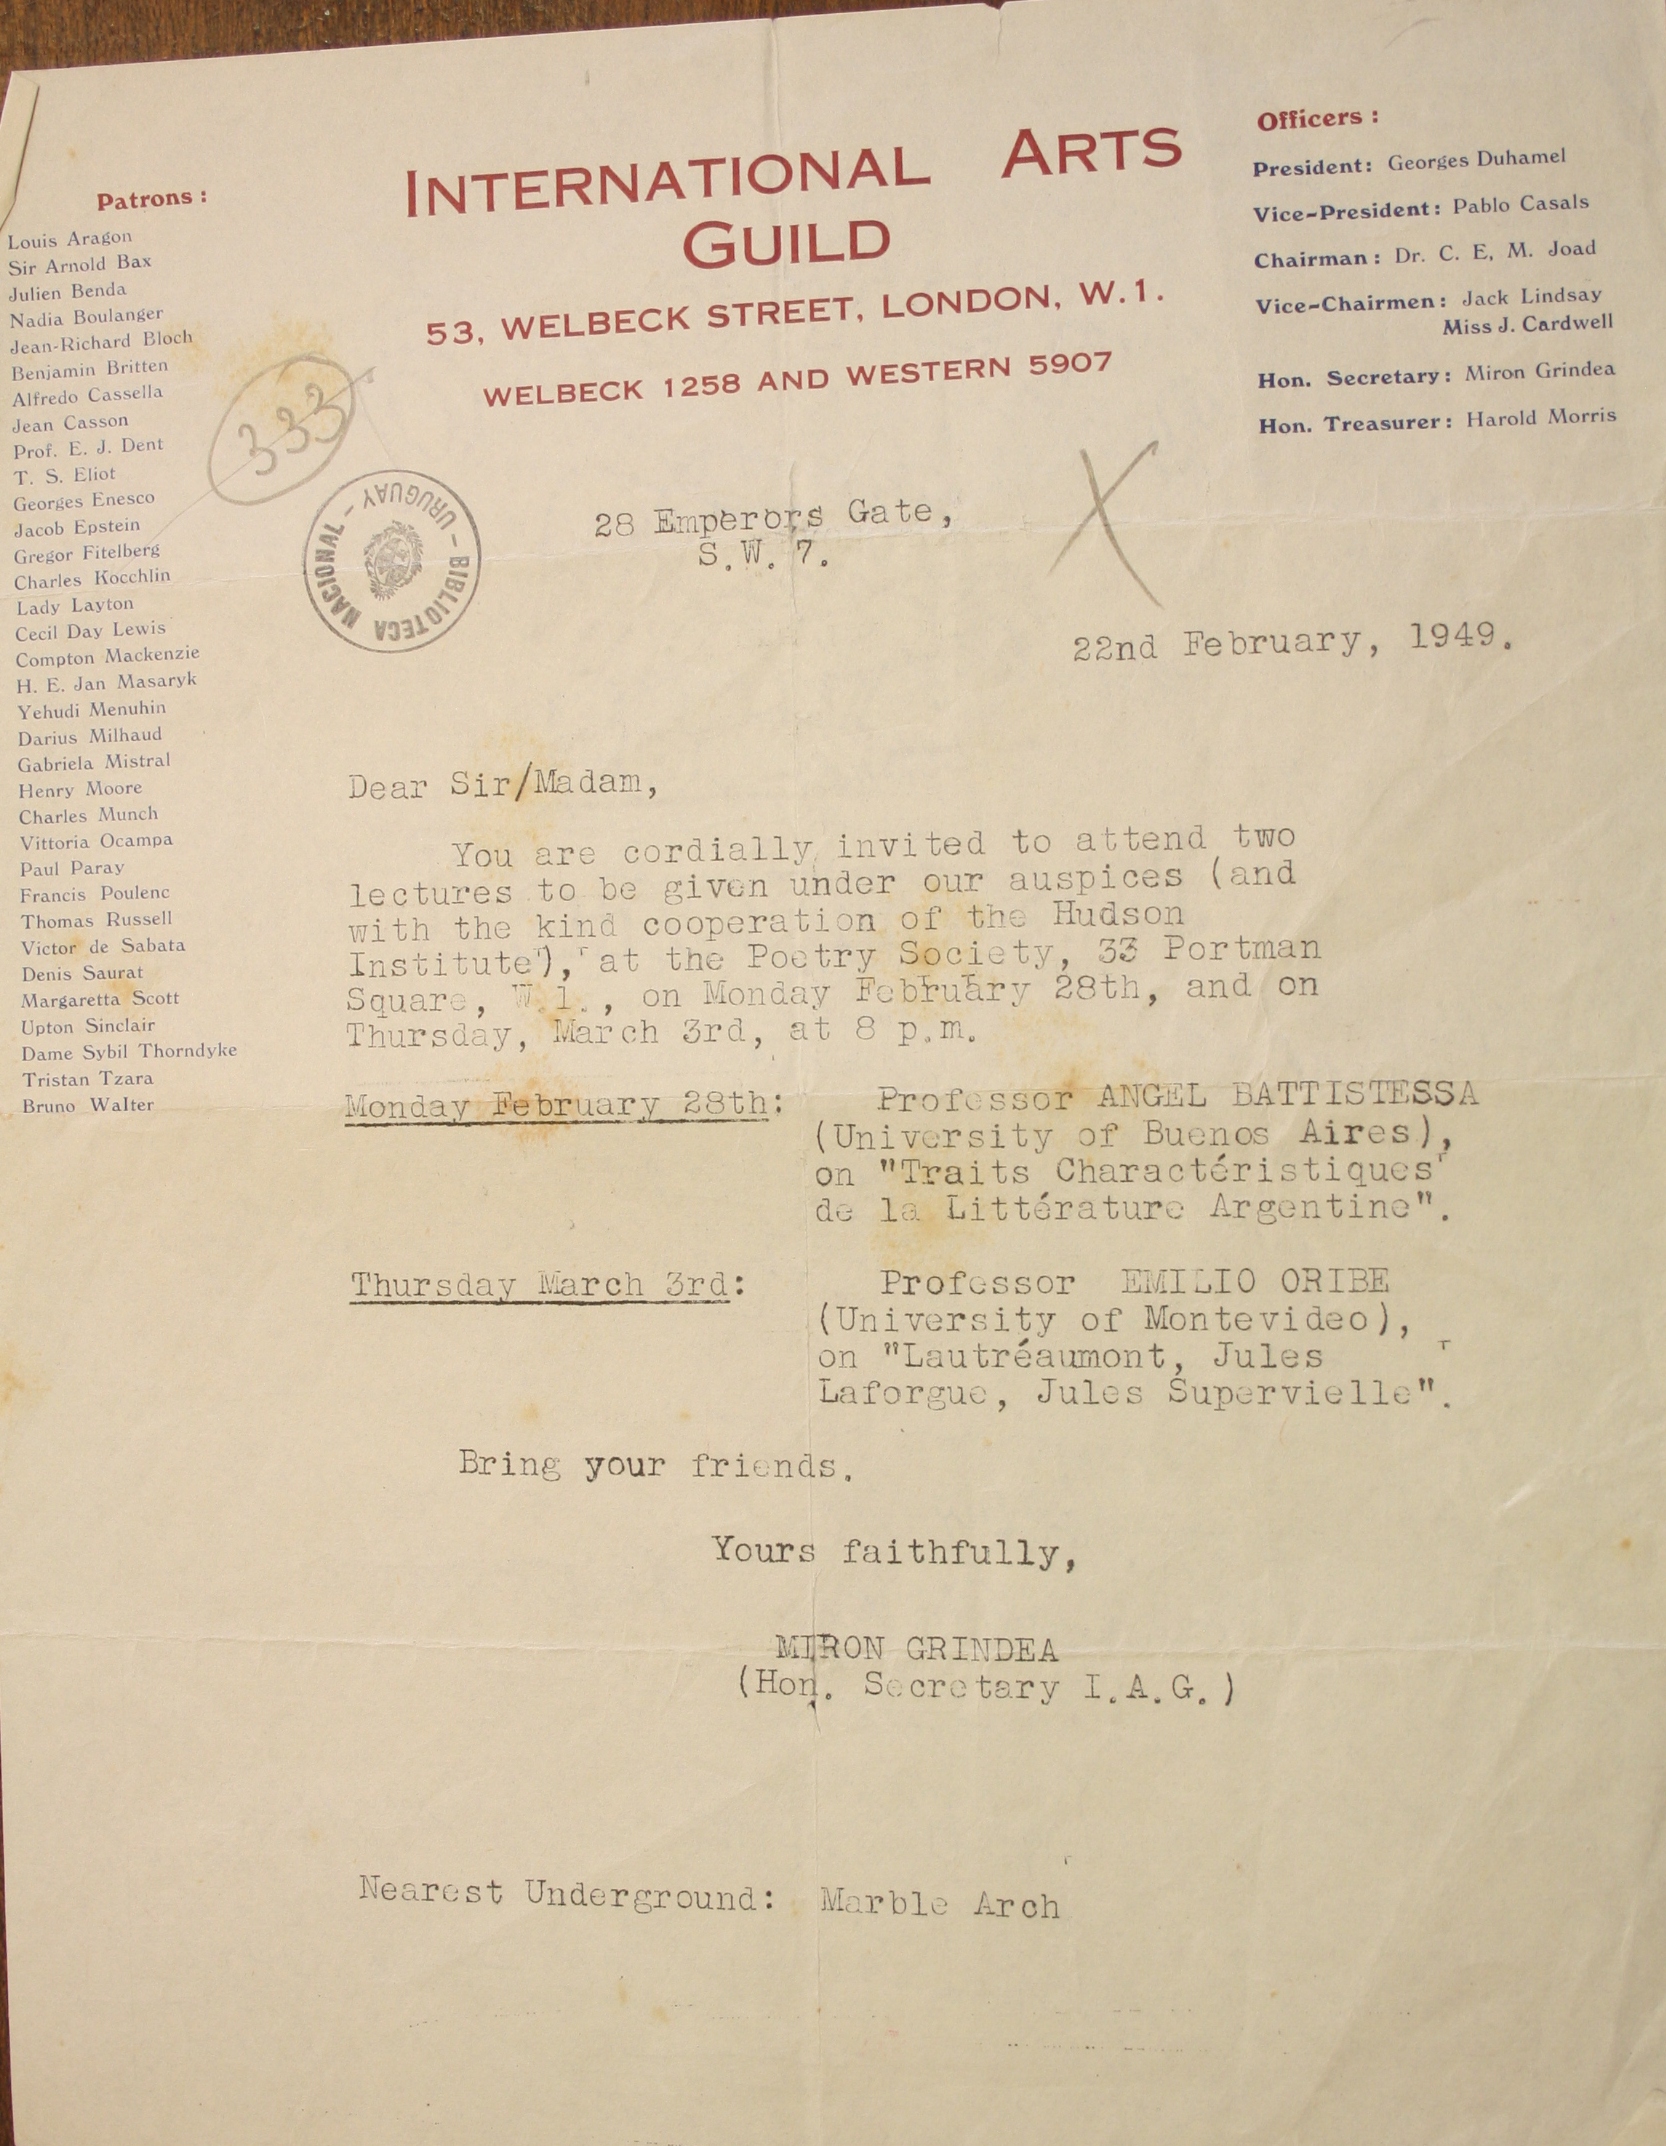 INTERNATIONAL ARTS
GUILD
53, WELBECK STREET, LONDON, W.1.
WELBECK 1258 AND WESTERN 5907
Patrons :
Louis Aragon
Sir Arnold Bax
Julien Benda
Nadia Boulanger
Jean-Richard Bloch
Benjamin Britten
Alfredo Cassella
Jean Casson
Prof. E. J. Dent
T. S. Eliot
Georges Enesco
Jacob Epstein
Gregor Fitelberg
Charles Kocchlin
Lady Layton
Cecil Day Lewis
Compton Mackenzie
H. E. Jan Masaryk
Yehudi Menuhin
Darius Milhaud
Gabriela Mistral
Henry Moore
Charles Munch
Vittoria Ocampa
Paul Paray
Francis Poulenc
Thomas Russell
Victor de Sabata
Denis Saurat
Margaretta Scott
Upton Sinclair
Dame Sybil Thorndyke
Tristan Tzara
Bruno Walter
Officers :
President: Georges Duhamel
Vice-President: Pablo Casals
Chairman: Dr. C. E, M. Joad
Vice-Chairmen: Jack Lindsay
Miss J. Cardwell
Hon. Secretary: Miron Grindea
Hon. Treasurer: Harold Morris
333
BIBLIOTECA NACIONAL - URUGUAY -
X
28 Emperors Gate,
S.W. 7.
22nd February, 1949.
Dear Sir/Madam,
You are cordially invited to attend two
lectures to be given under our auspices (and
with the kind cooperation of the Hudson
Institute), at the Poetry Society, 33 Portman
Square, W.1., on Monday February 28th, and on
Thursday, March 3rd, at 8 p.m.
Monday February 28th: Professor ANGEL BATTISTESSA
(University of Buenos Aires),
on "Traits Charactéristiques
de la Littérature Argentine".
Thursday March 3rd: Professor EMILIO ORIBE
(University of Montevideo),
on "Lautréaumont, Jules
Laforgue, Jules Supervielle".
Bring your friends.
Yours faithfully,
MIRON GRINDEA
(Hon. Secretary I.A.G.)
Nearest Underground: Marble Arch